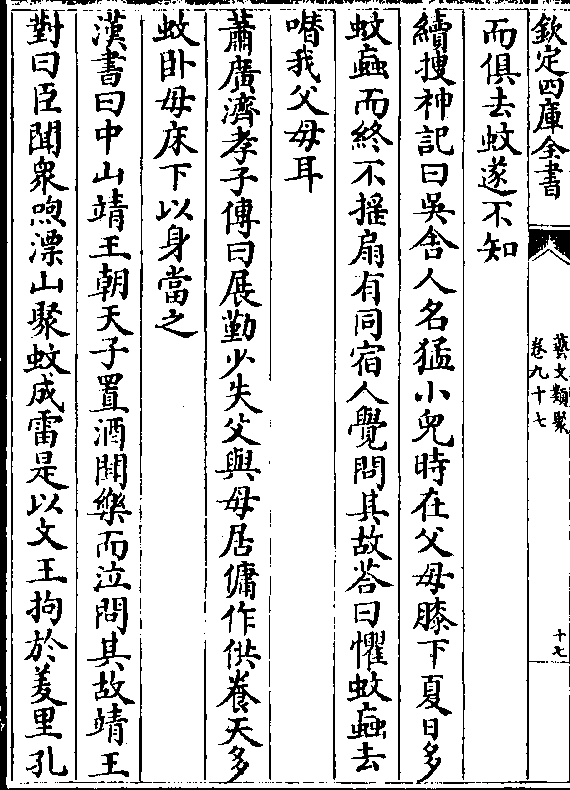 欽定四庫全書
藝文類聚
卷九十七
十七
而俱去蚊遂不知
續搜神記曰吳舍人名猛小兒時在父母膝下夏日多
蚊蝱而終不搖扇有同宿人覺問其故荅曰懼蚊蝱去
噆我父母耳
蕭廣濟孝子傳曰展勤少失父與母居傭作供養天多
蚊卧母床下以身當之
漢書曰中山靖王朝天子置酒聞樂而泣問其故靖王
對曰臣聞衆喣漂山聚蚊成雷是以文王拘於羑里孔